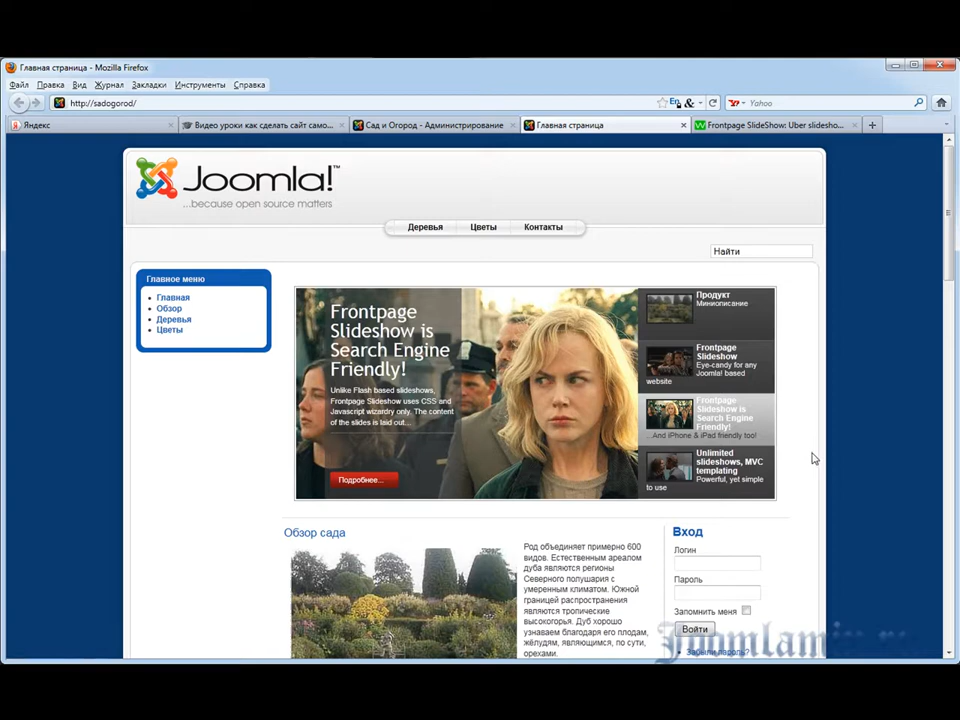 Главная страница - Mozilla Firefox
Файл Правка Вид Журнал Закладки Инструменты Справка
http://sadogorod/
Yahoo
Яндекс
Видео уроки как сделать сайт само...
Сад и Огород - Администрирование
Главная страница
Frontpage SlideShow: Uber slidesho...
Joomla!™
...because open source matters
Деревья Цветы Контакты
Найти
Главное меню
Главная
Обзор
Деревья
Цветы
Frontpage
Slideshow is
Search Engine
Friendly!
Unlike Flash based slideshows,
Frontpage Slideshow uses CSS and
Javascript wizardry only. The content
of the slides is laid out...
Подробнее...
Продукт
Миниописание
Frontpage
Slideshow
Eye-candy for any
Joomla! based
website
Frontpage
Slideshow is
Search Engine
Friendly!
...And iPhone & iPad friendly too!
Unlimited
slideshows, MVC
templating
Powerful, yet simple
to use
Обзор сада
Род объединяет примерно 600
видов. Естественным ареалом
дуба являются регионы
Северного полушария с
умеренным климатом. Южной
границей распространения
являются тропические
высокогорья. Дуб хорошо
узнаваем благодаря его плодам,
жёлудям, являющимся, по сути,
орехами.
Вход
Логин
Пароль
Запомнить меня
Войти
Забыли пароль?